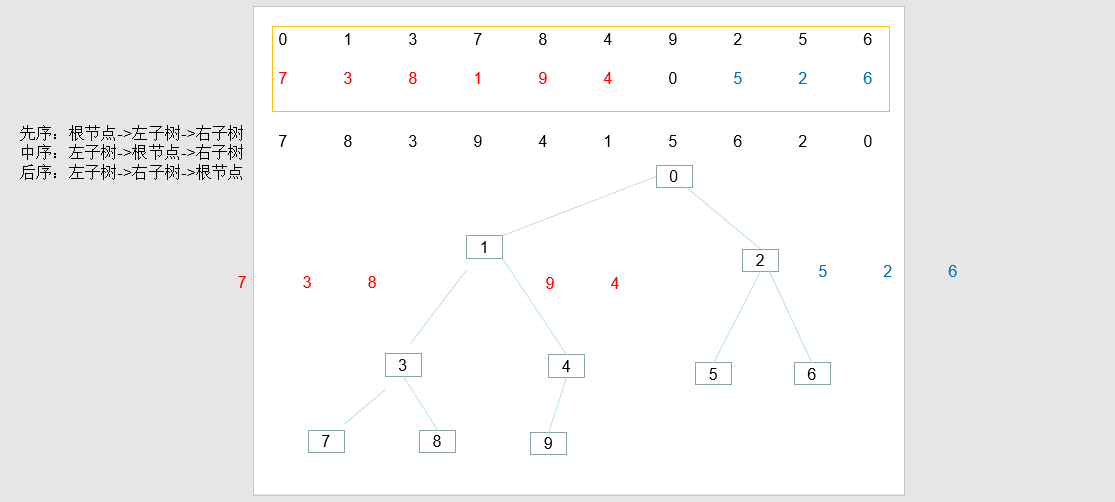 0 1 3 7 8 4 9 2 5 6
7 3 8 1 9 4 0 5 2 6
先序：根节点->左子树->右子树
中序：左子树->根节点->右子树
后序：左子树->右子树->根节点
7 8 3 9 4 1 5 6 2 0
0
1
2
7 3 8
9 4
5 2 6
3
4
5
6
7
8
9